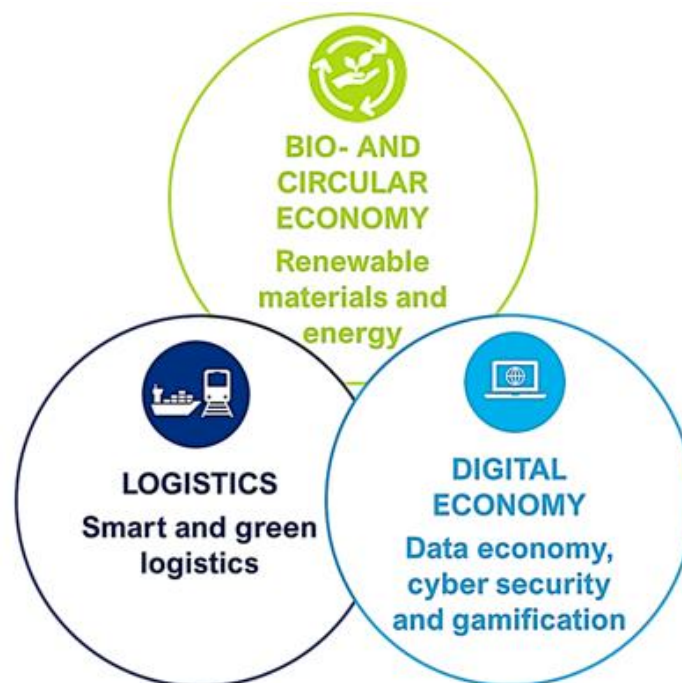 BIO- AND
CIRCULAR
ECONOMY
Renewable
materials and
energy
LOGISTICS
Smart and green
logistics
DIGITAL
ECONOMY
Data economy,
cyber security
and gamification